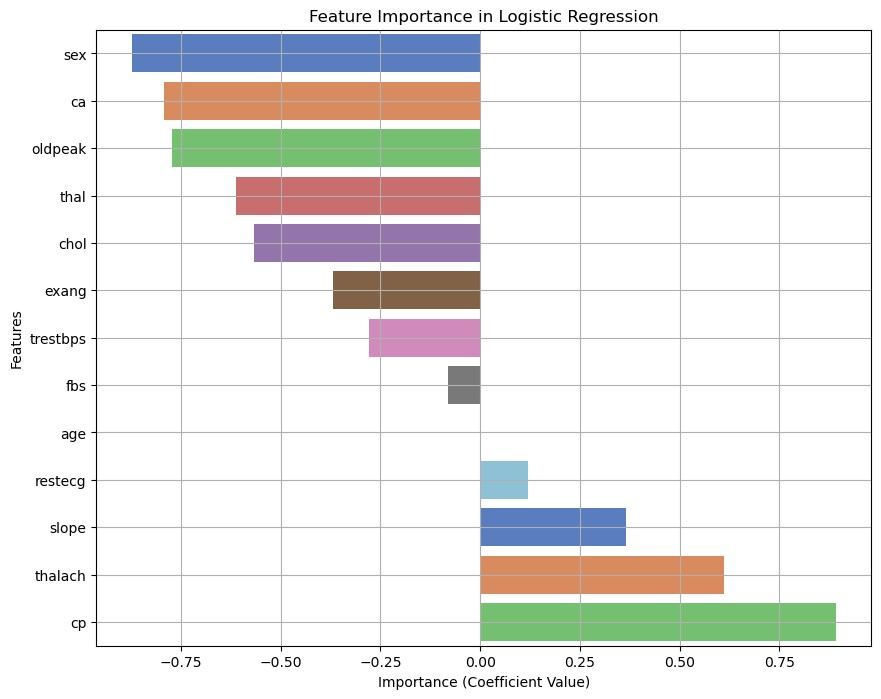 Feature Importance in Logistic Regression
Features
sex
ca
oldpeak
thal
chol
exang
trestbps
fbs
age
restecg
slope
thalach
cp
−0.75 −0.50 −0.25 0.00 0.25 0.50 0.75
Importance (Coefficient Value)